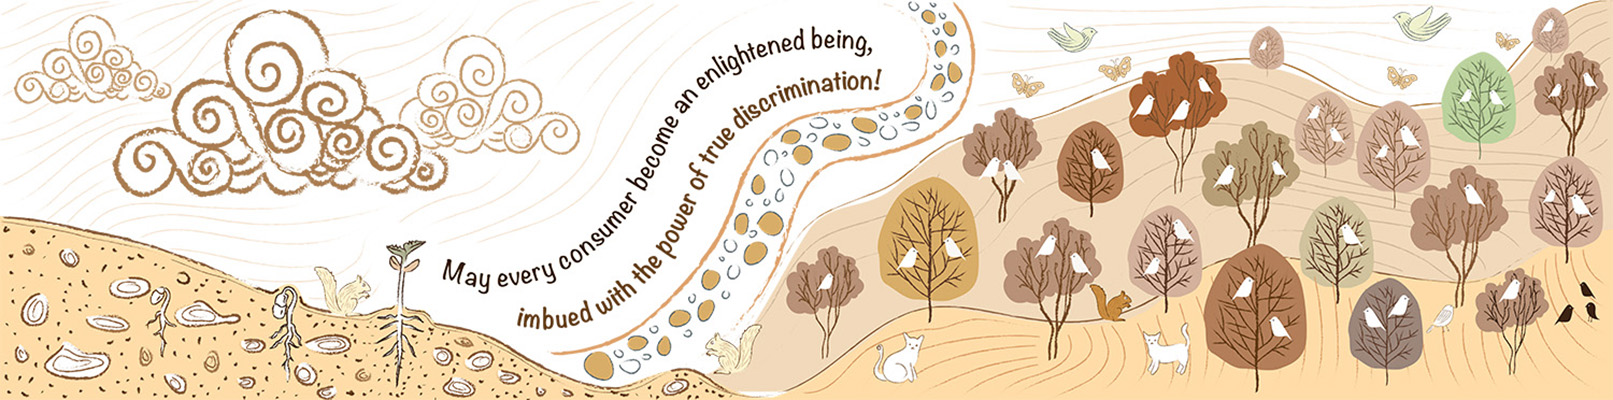 May every consumer become an enlightened being,
imbued with the power of true discrimination!